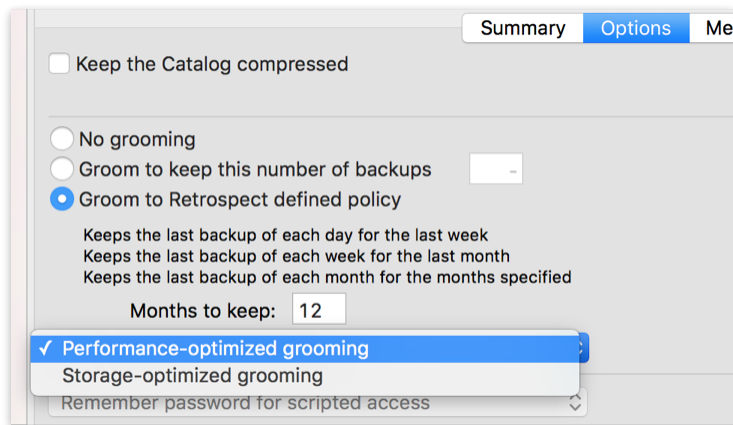 Summary Options Me
Keep the Catalog compressed
No grooming
Groom to keep this number of backups -
Groom to Retrospect defined policy
Keeps the last backup of each day for the last week
Keeps the last backup of each week for the last month
Keeps the last backup of each month for the months specified
Months to keep: 12
✓ Performance-optimized grooming
Storage-optimized grooming
Remember password for scripted access